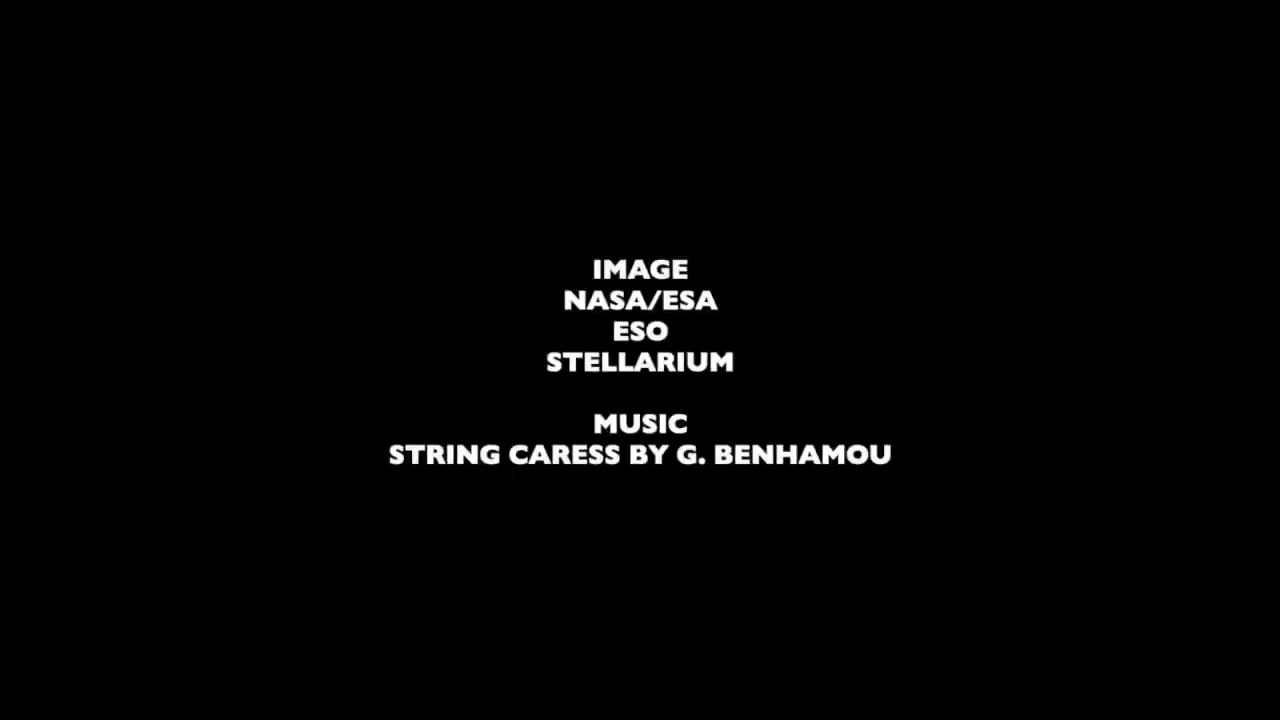 IMAGE
NASA/ESA
ESO
STELLARIUM
MUSIC
STRING CARESS BY G. BENHAMOU